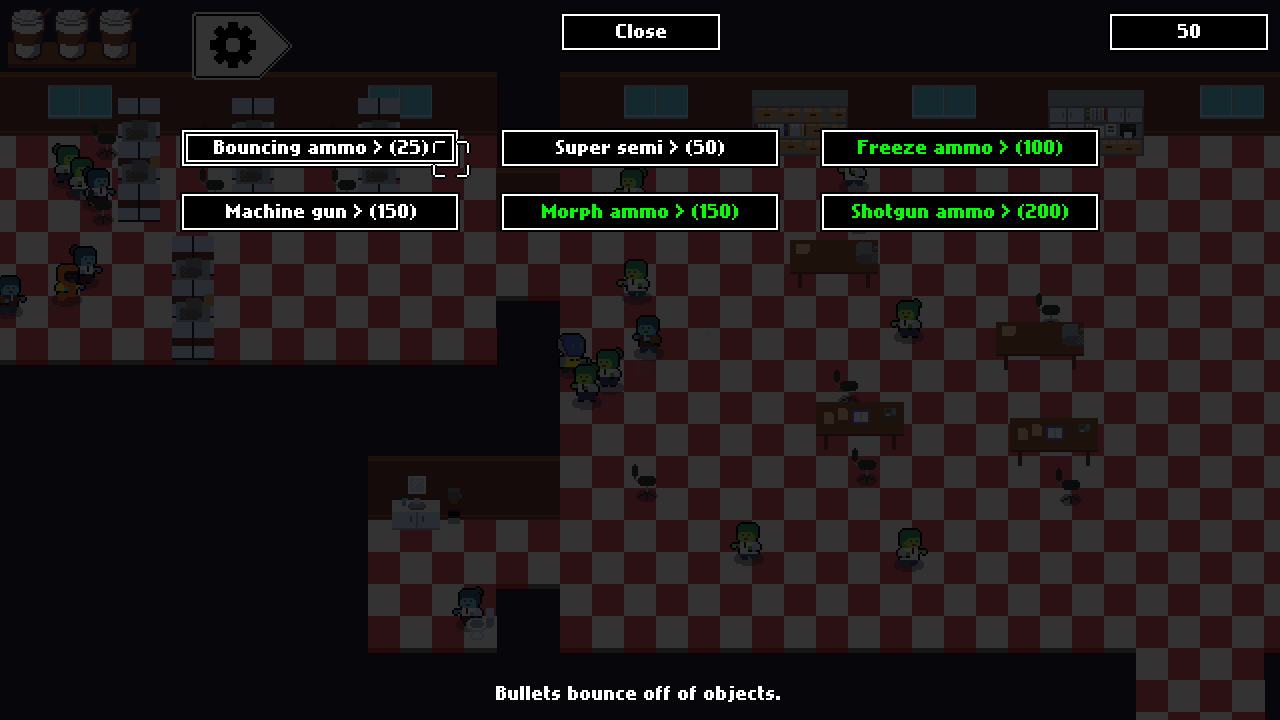 Close
50
Bouncing ammo > (25)
Super semi > (50)
Freeze ammo > (100)
Machine gun > (150)
Morph ammo > (150)
Shotgun ammo > (200)
Bullets bounce off of objects.